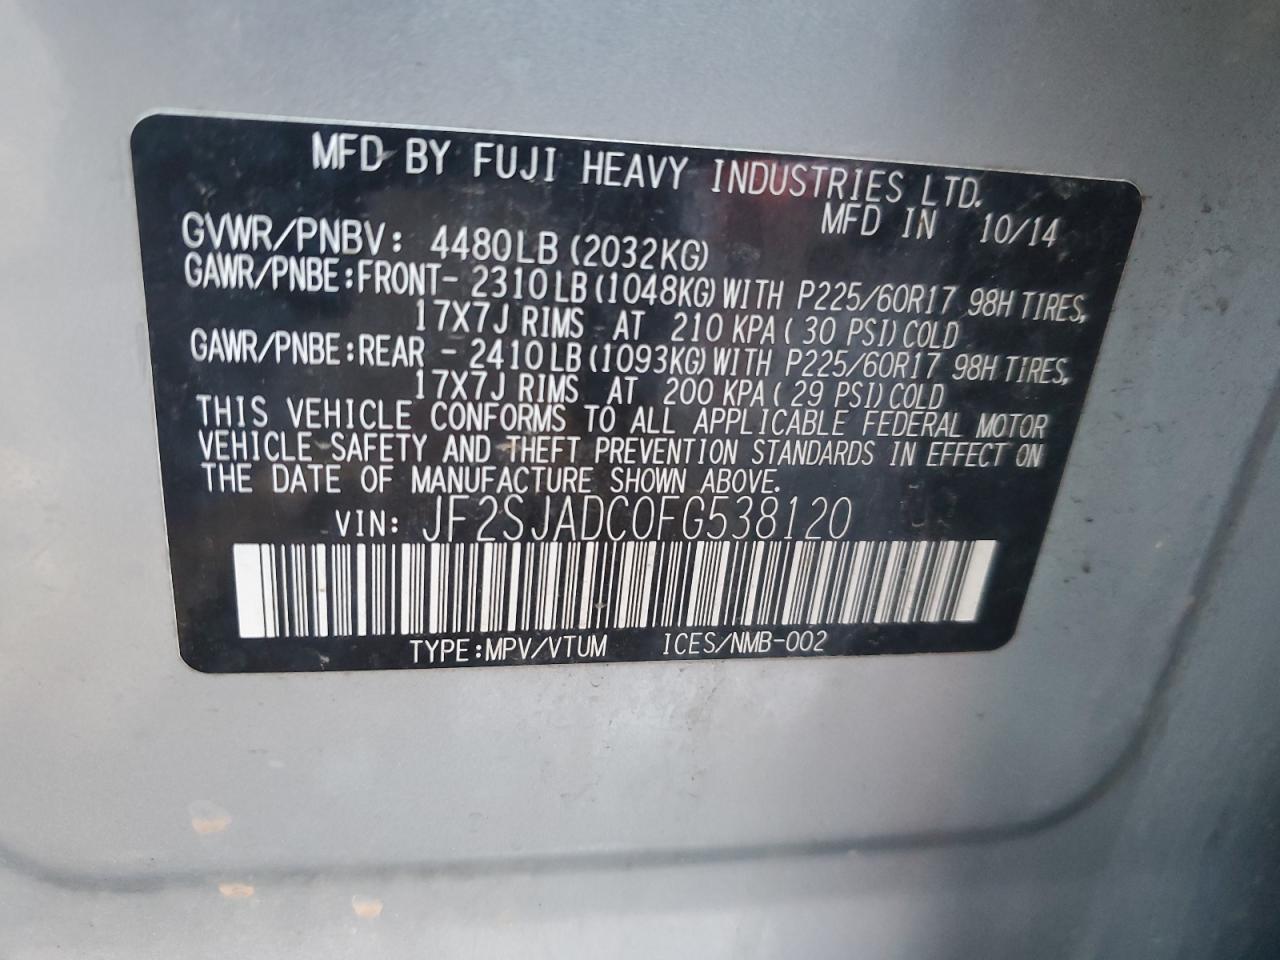 MFD BY FUJI HEAVY INDUSTRIES LTD.
MFD IN 10/14
GVWR/PNBV: 4480LB (2032KG)
GAWR/PNBE:FRONT- 2310LB(1048KG)WITH P225/60R17 98H TIRES,
17X7J RIMS AT 210 KPA( 30 PSI)COLD
GAWR/PNBE:REAR - 2410LB(1093KG)WITH P225/60R17 98H TIRES,
17X7J RIMS AT 200 KPA( 29 PSI)COLD
THIS VEHICLE CONFORMS TO ALL APPLICABLE FEDERAL MOTOR
VEHICLE SAFETY AND THEFT PREVENTION STANDARDS IN EFFECT ON
THE DATE OF MANUFACTURE SHOWN ABOVE.
VIN: JF2SJADC0FG538120
TYPE:MPV/VTUM ICES/NMB-002